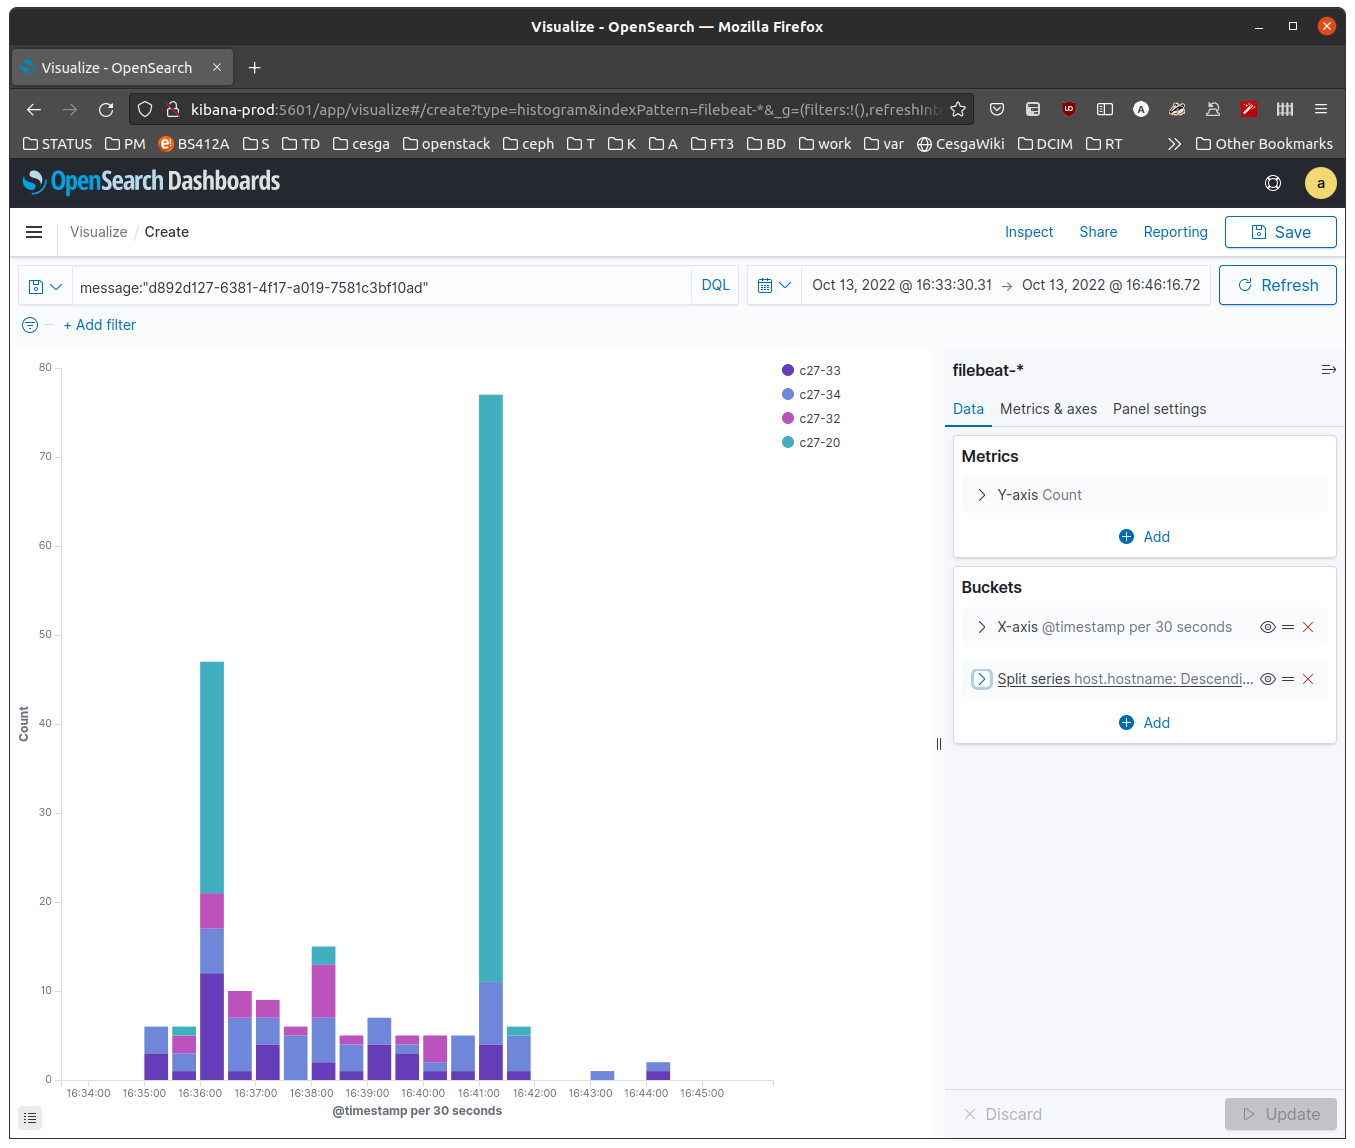 Visualize - OpenSearch — Mozilla Firefox
Visualize - OpenSearch × +
kibana-prod:5601/app/visualize#/create?type=histogram&indexPattern=filebeat-*&_g=(filters:!(),refreshInte
STATUS PM BS412A S TD cesga openstack ceph T K A FT3 BD work var CesgaWiki DCIM RT Other Bookmarks
OpenSearch Dashboards a
Visualize / Create Inspect Share Reporting Save
message:"d892d127-6381-4f17-a019-7581c3bf10ad" DQL Oct 13, 2022 @ 16:33:30.31 → Oct 13, 2022 @ 16:46:16.72 Refresh
+ Add filter
80
70
60
50
40
30
20
10
0
Count
16:34:00 16:35:00 16:36:00 16:37:00 16:38:00 16:39:00 16:40:00 16:41:00 16:42:00 16:43:00 16:44:00 16:45:00
@timestamp per 30 seconds
c27-33
c27-34
c27-32
c27-20
filebeat-*
Data Metrics & axes Panel settings
Metrics
Y-axis Count
Add
Buckets
X-axis @timestamp per 30 seconds
Split series host.hostname: Descendi...
Add
Discard Update